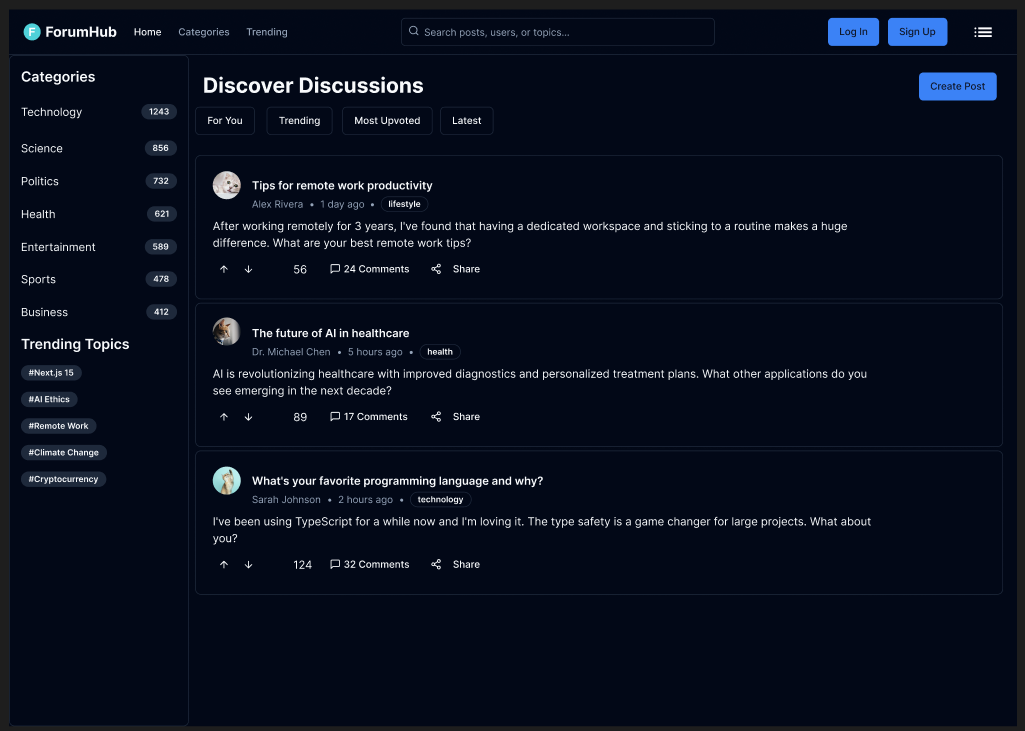 F ForumHub Home Categories Trending Search posts, users, or topics... Log In Sign Up
Categories
Technology 1243
Science 856
Politics 732
Health 621
Entertainment 589
Sports 478
Business 412
Trending Topics
#Next.js 15
#AI Ethics
#Remote Work
#Climate Change
#Cryptocurrency
Discover Discussions
Create Post
For You Trending Most Upvoted Latest
Tips for remote work productivity
Alex Rivera • 1 day ago • lifestyle
After working remotely for 3 years, I've found that having a dedicated workspace and sticking to a routine makes a huge
difference. What are your best remote work tips?
56 24 Comments Share
The future of AI in healthcare
Dr. Michael Chen • 5 hours ago • health
AI is revolutionizing healthcare with improved diagnostics and personalized treatment plans. What other applications do you
see emerging in the next decade?
89 17 Comments Share
What's your favorite programming language and why?
Sarah Johnson • 2 hours ago • technology
I've been using TypeScript for a while now and I'm loving it. The type safety is a game changer for large projects. What about
you?
124 32 Comments Share